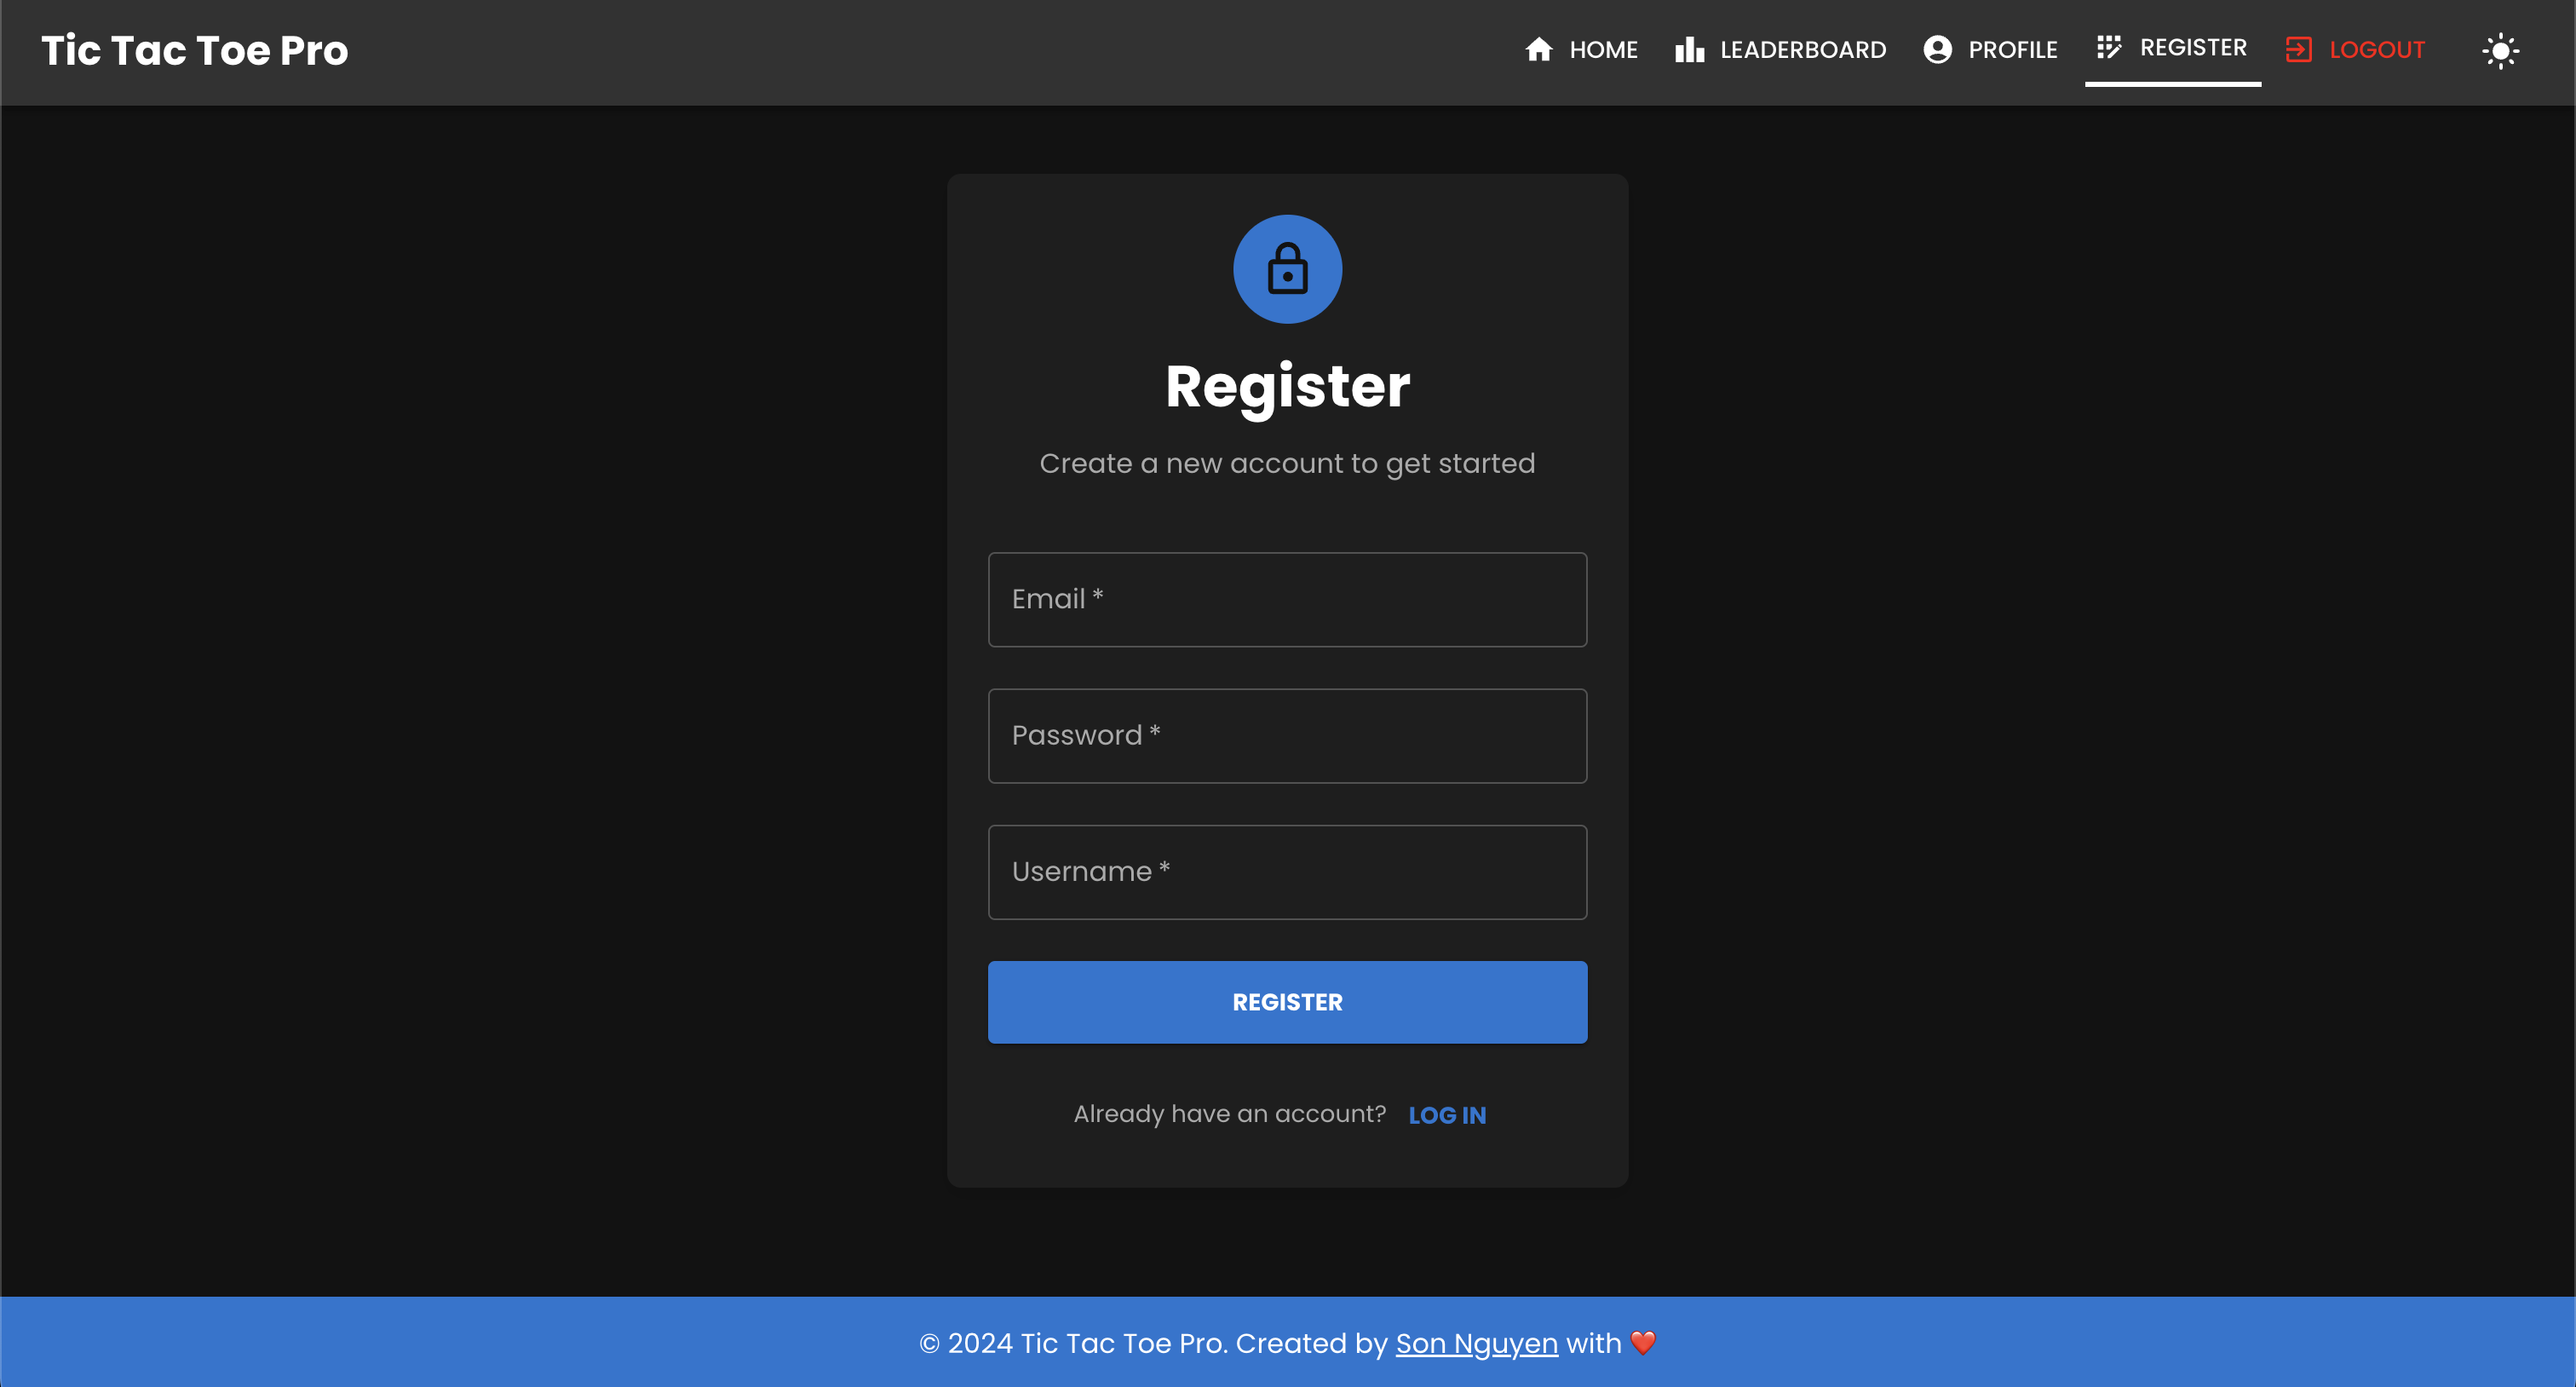 Tic Tac Toe Pro
HOME
LEADERBOARD
PROFILE
REGISTER
LOGOUT
Register
Create a new account to get started
Email *
Password *
Username *
REGISTER
Already have an account? LOG IN
© 2024 Tic Tac Toe Pro. Created by Son Nguyen with ❤️